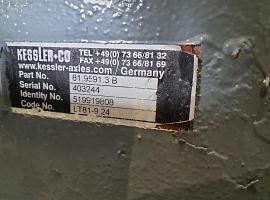 KESSLER+CO TEL +49(0) 73 66/81 32
FAX +49(0) 73 66/81 69
www.kessler-axles.com / Germany
Part No. 81.9591.3 B
Serial No. 403244
Identity No. 519919808
Code No. LT81-9.24